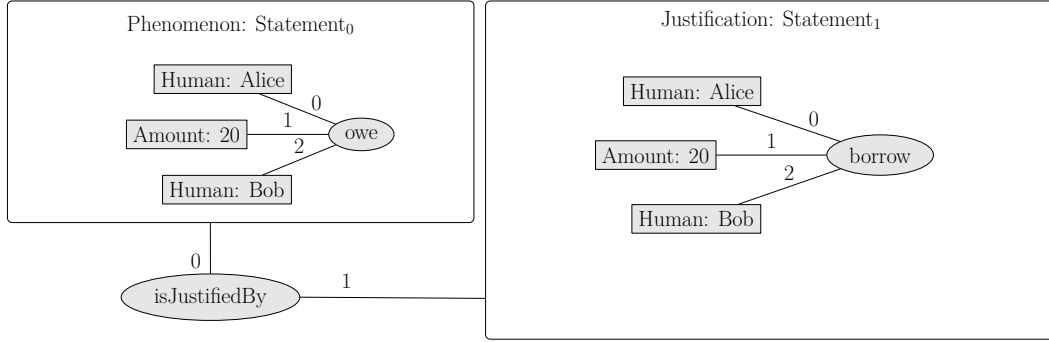 Phenomenon: Statement₀
Human: Alice
0
Amount: 20
1
owe
2
Human: Bob
0
isJustifiedBy
1
Justification: Statement₁
Human: Alice
0
Amount: 20
1
borrow
2
Human: Bob